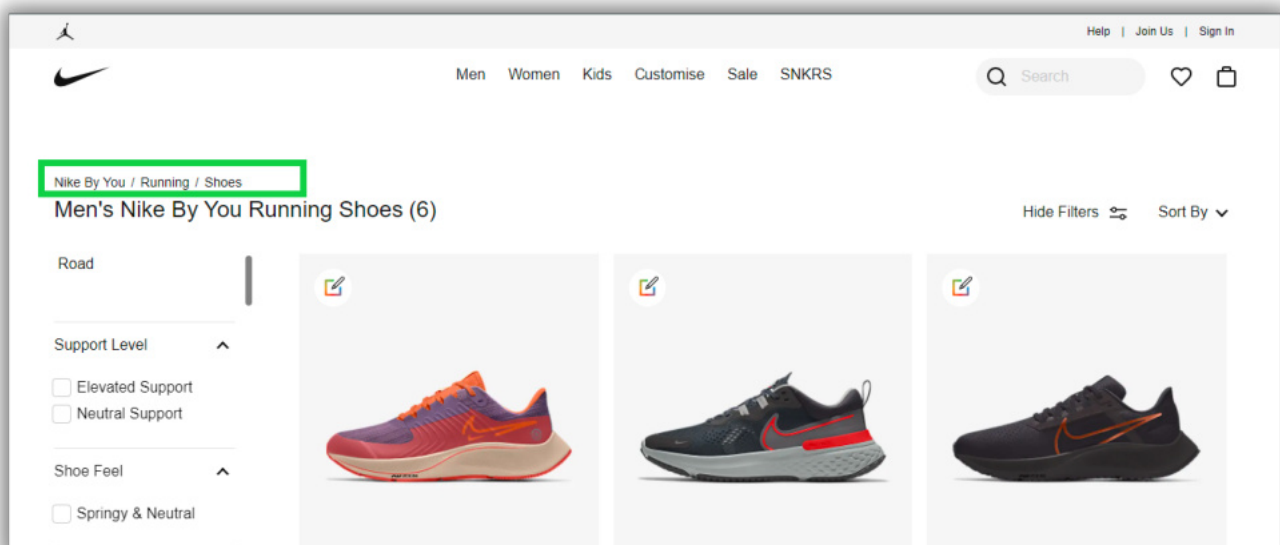 Help | Join Us | Sign In
Men Women Kids Customise Sale SNKRS
Search
Nike By You / Running / Shoes
Men's Nike By You Running Shoes (6)
Hide Filters
Sort By
Road
Support Level
Elevated Support
Neutral Support
Shoe Feel
Springy & Neutral